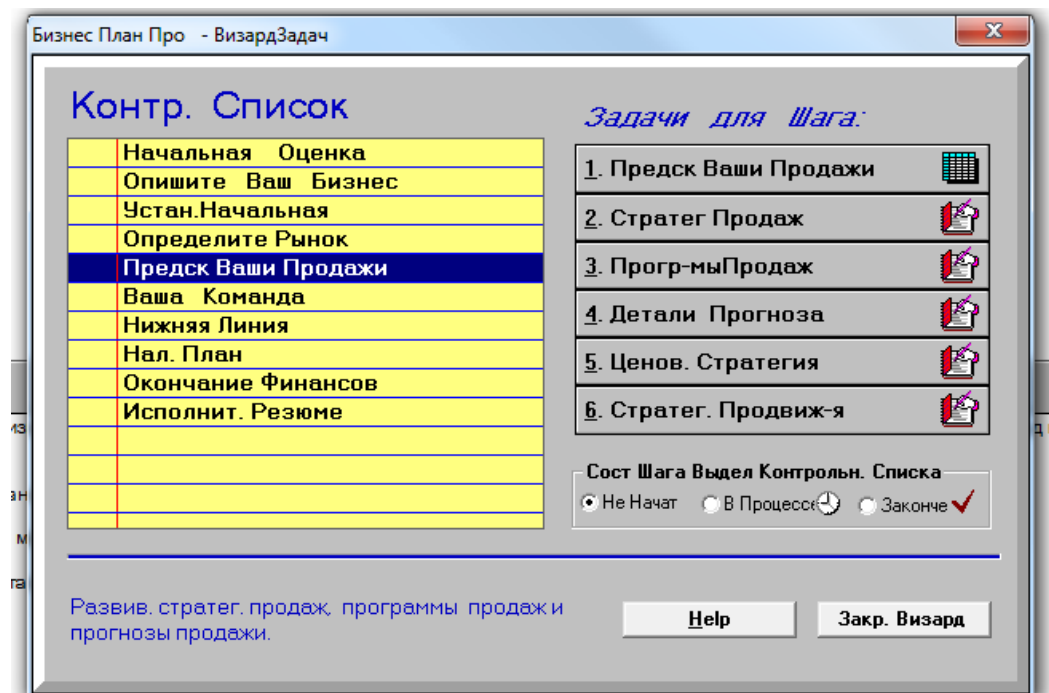 Бизнес План Про - ВизардЗадач
Контр. Список
Начальная Оценка
Опишите Ваш Бизнес
Устан.Начальная
Определите Рынок
Предск Ваши Продажи
Ваша Команда
Нижняя Линия
Нал. План
Окончание Финансов
Исполнит. Резюме
Задачи для Шага:
1. Предск Ваши Продажи
2. Стратег Продаж
3. Прогр-мыПродаж
4. Детали Прогноза
5. Ценов. Стратегия
6. Стратег. Продвиж-я
Сост Шага Выдел Контрольн. Списка
Не Начат В Процессе Законче
Развив. стратег. продаж, программы продаж и
прогнозы продажи.
Help Закр. Визард